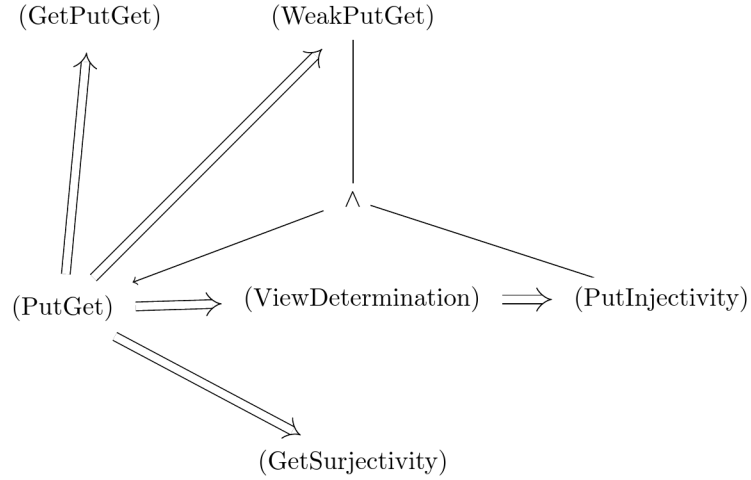 (GetPutGet)
(WeakPutGet)
∧
(PutGet)
(ViewDetermination)
(PutInjectivity)
(GetSurjectivity)